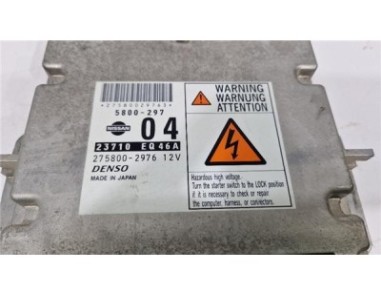 *2758002976J*
5800-297
NISSAN
04
23710 EQ46A
275800-2976 12V
DENSO
MADE IN JAPAN
WARNING
WARNUNG
ATTENTION
Hazardous high voltage.
Turn the starter switch to the LOCK position
if it is necessary to check or repair
the computer, harness, or connectors.